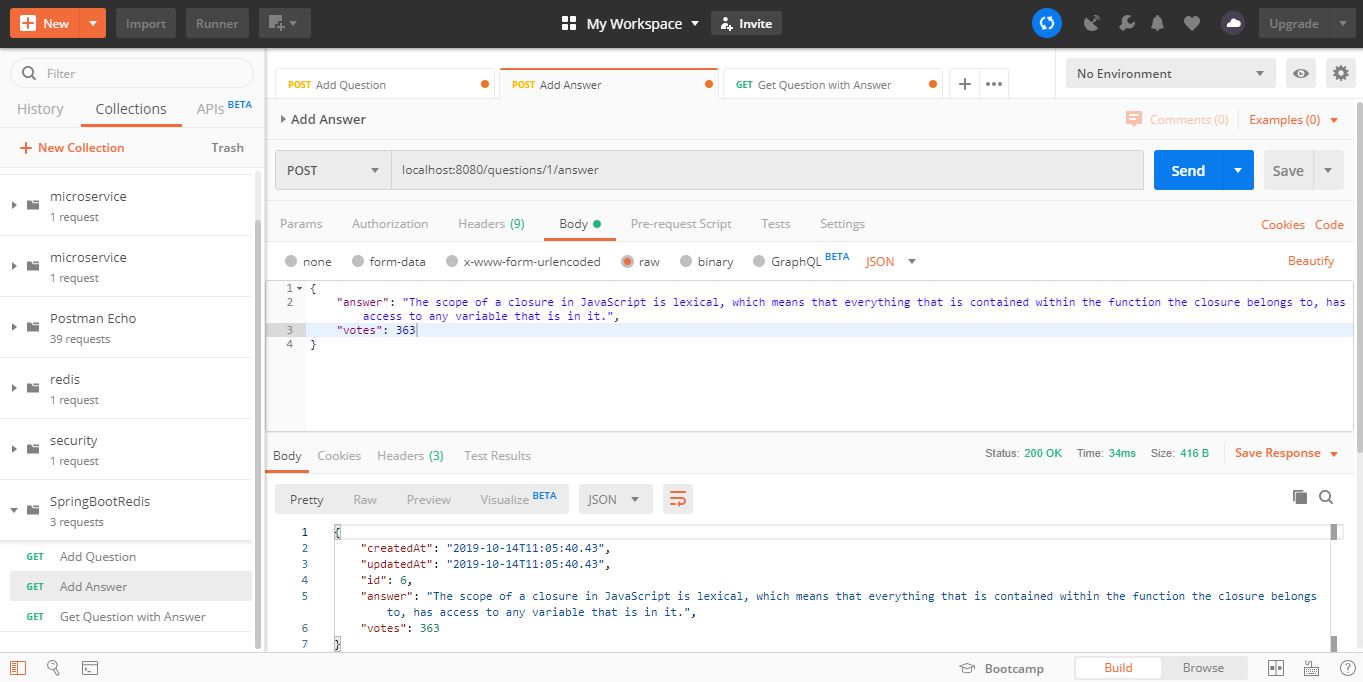 New Import Runner My Workspace Invite Upgrade
Filter
History Collections APIs BETA
New Collection Trash
microservice
1 request
microservice
1 request
Postman Echo
39 requests
redis
1 request
security
1 request
SpringBootRedis
3 requests
GET Add Question
GET Add Answer
GET Get Question with Answer
POST Add Question POST Add Answer GET Get Question with Answer No Environment
Add Answer Comments (0) Examples (0)
POST localhost:8080/questions/1/answer Send Save
Params Authorization Headers (9) Body Pre-request Script Tests Settings Cookies Code
none form-data x-www-form-urlencoded raw binary GraphQL BETA JSON Beautify
1 {
2 "answer": "The scope of a closure in JavaScript is lexical, which means that everything that is contained within the function the closure belongs to, has
access to any variable that is in it.",
3 "votes": 363
4 }
Body Cookies Headers (3) Test Results Status: 200 OK Time: 34ms Size: 416 B Save Response
Pretty Raw Preview Visualize BETA JSON
1 {
2 "createdAt": "2019-10-14T11:05:40.43",
3 "updatedAt": "2019-10-14T11:05:40.43",
4 "id": 6,
5 "answer": "The scope of a closure in JavaScript is lexical, which means that everything that is contained within the function the closure belongs
to, has access to any variable that is in it.",
6 "votes": 363
7 }
Bootcamp Build Browse